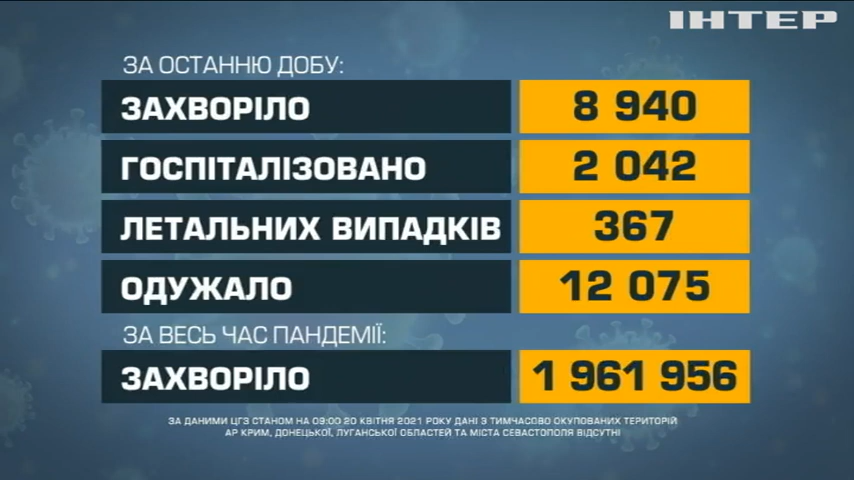 ІНТЕР
ЗА ОСТАННЮ ДОБУ:
ЗАХВОРІЛО 8 940
ГОСПІТАЛІЗОВАНО 2 042
ЛЕТАЛЬНИХ ВИПАДКІВ 367
ОДУЖАЛО 12 075
ЗА ВЕСЬ ЧАС ПАНДЕМІЇ:
ЗАХВОРІЛО 1 961 956
ЗА ДАНИМИ ЦГЗ СТАНОМ НА 09:00 20 КВІТНЯ 2021 РОКУ ДАНІ З ТИМЧАСОВО ОКУПОВАНИХ ТЕРИТОРІЙ
АР КРИМ, ДОНЕЦЬКОЇ, ЛУГАНСЬКОЇ ОБЛАСТЕЙ ТА МІСТА СЕВАСТОПОЛЯ ВІДСУТНІ